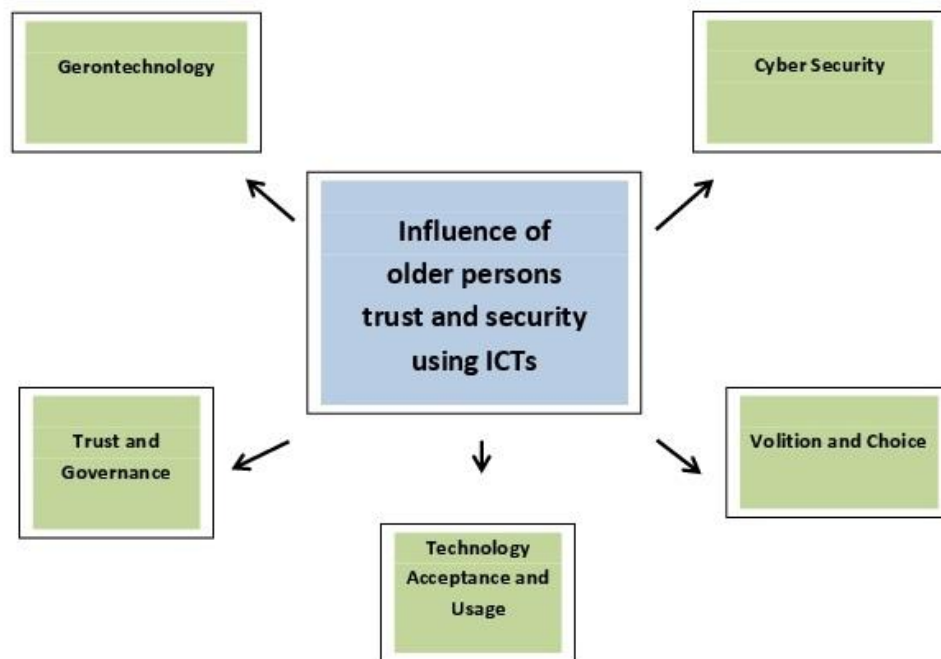 Gerontechnology
Cyber Security
Influence of
older persons
trust and security
using ICTs
Trust and
Governance
Volition and Choice
Technology
Acceptance and
Usage